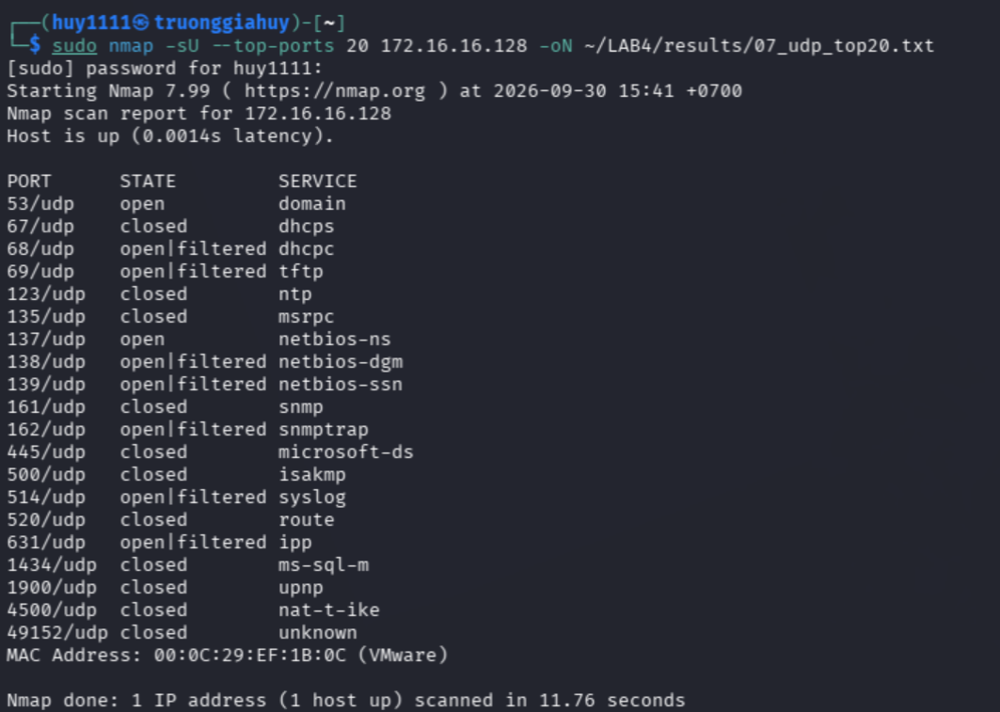 ┌──(huy1111㉿truonggiahuy)-[~]
└─$ sudo nmap -sU --top-ports 20 172.16.16.128 -oN ~/LAB4/results/07_udp_top20.txt
[sudo] password for huy1111:
Starting Nmap 7.99 ( https://nmap.org ) at 2026-09-30 15:41 +0700
Nmap scan report for 172.16.16.128
Host is up (0.0014s latency).

PORT      STATE         SERVICE
53/udp    open          domain
67/udp    closed        dhcps
68/udp    open|filtered dhcpc
69/udp    open|filtered tftp
123/udp   closed        ntp
135/udp   closed        msrpc
137/udp   open          netbios-ns
138/udp   open|filtered netbios-dgm
139/udp   open|filtered netbios-ssn
161/udp   closed        snmp
162/udp   open|filtered snmptrap
445/udp   closed        microsoft-ds
500/udp   closed        isakmp
514/udp   open|filtered syslog
520/udp   closed        route
631/udp   open|filtered ipp
1434/udp  closed        ms-sql-m
1900/udp  closed        upnp
4500/udp  closed        nat-t-ike
49152/udp closed        unknown
MAC Address: 00:0C:29:EF:1B:0C (VMware)

Nmap done: 1 IP address (1 host up) scanned in 11.76 seconds